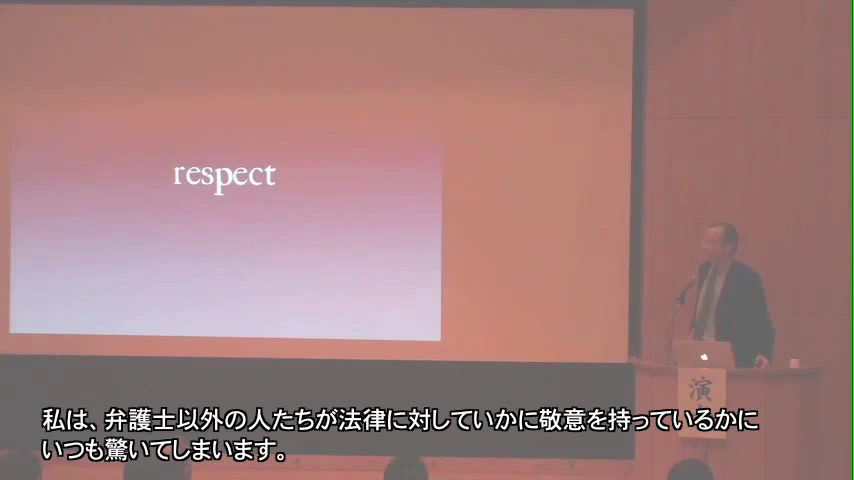 respect
演
私は、弁護士以外の人たちが法律に対していかに敬意を持っているかに
いつも驚いてしまいます。